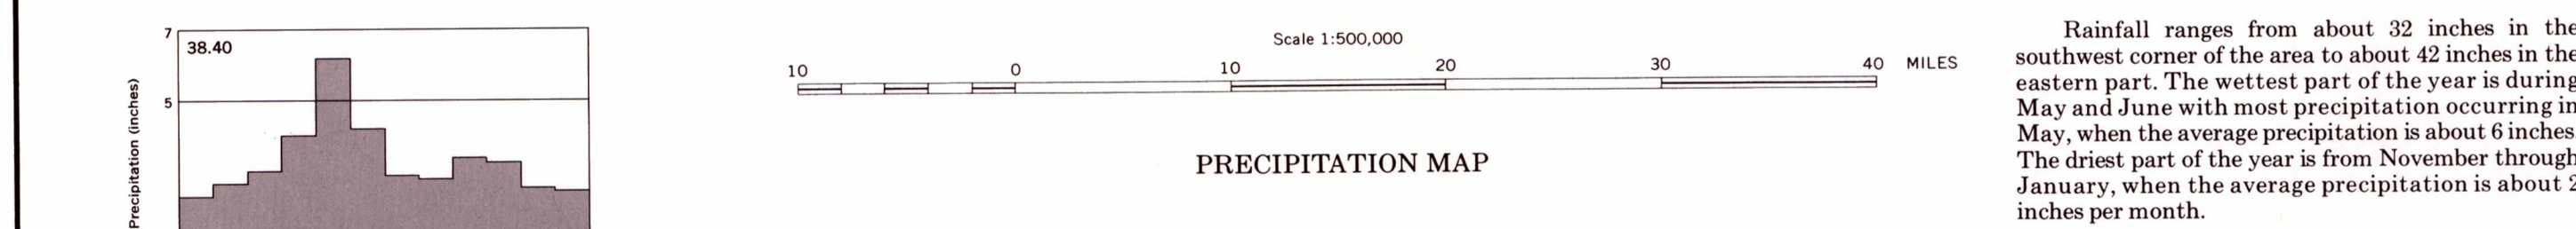 7
38.40
5
Precipitation (inches)
Scale 1:500,000
10 0 10 20 30 40 MILES
PRECIPITATION MAP
Rainfall ranges from about 32 inches in the
southwest corner of the area to about 42 inches in the
eastern part. The wettest part of the year is during
May and June with most precipitation occurring in
May, when the average precipitation is about 6 inches
The driest part of the year is from November through
January, when the average precipitation is about 2
inches per month.